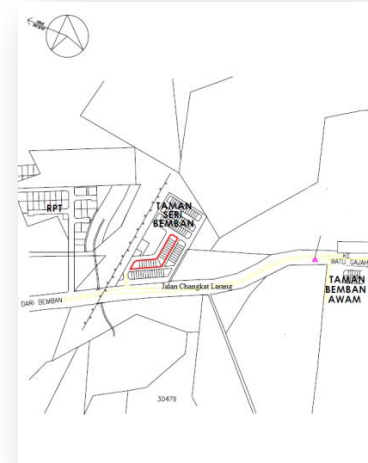 RPT
TAMAN
SERI
BEMBAN
DARI BEMBAN
Jalan Changkat Larang
KE
BATU GAJAH
TAMAN
BEMBAN
AWAM
30479